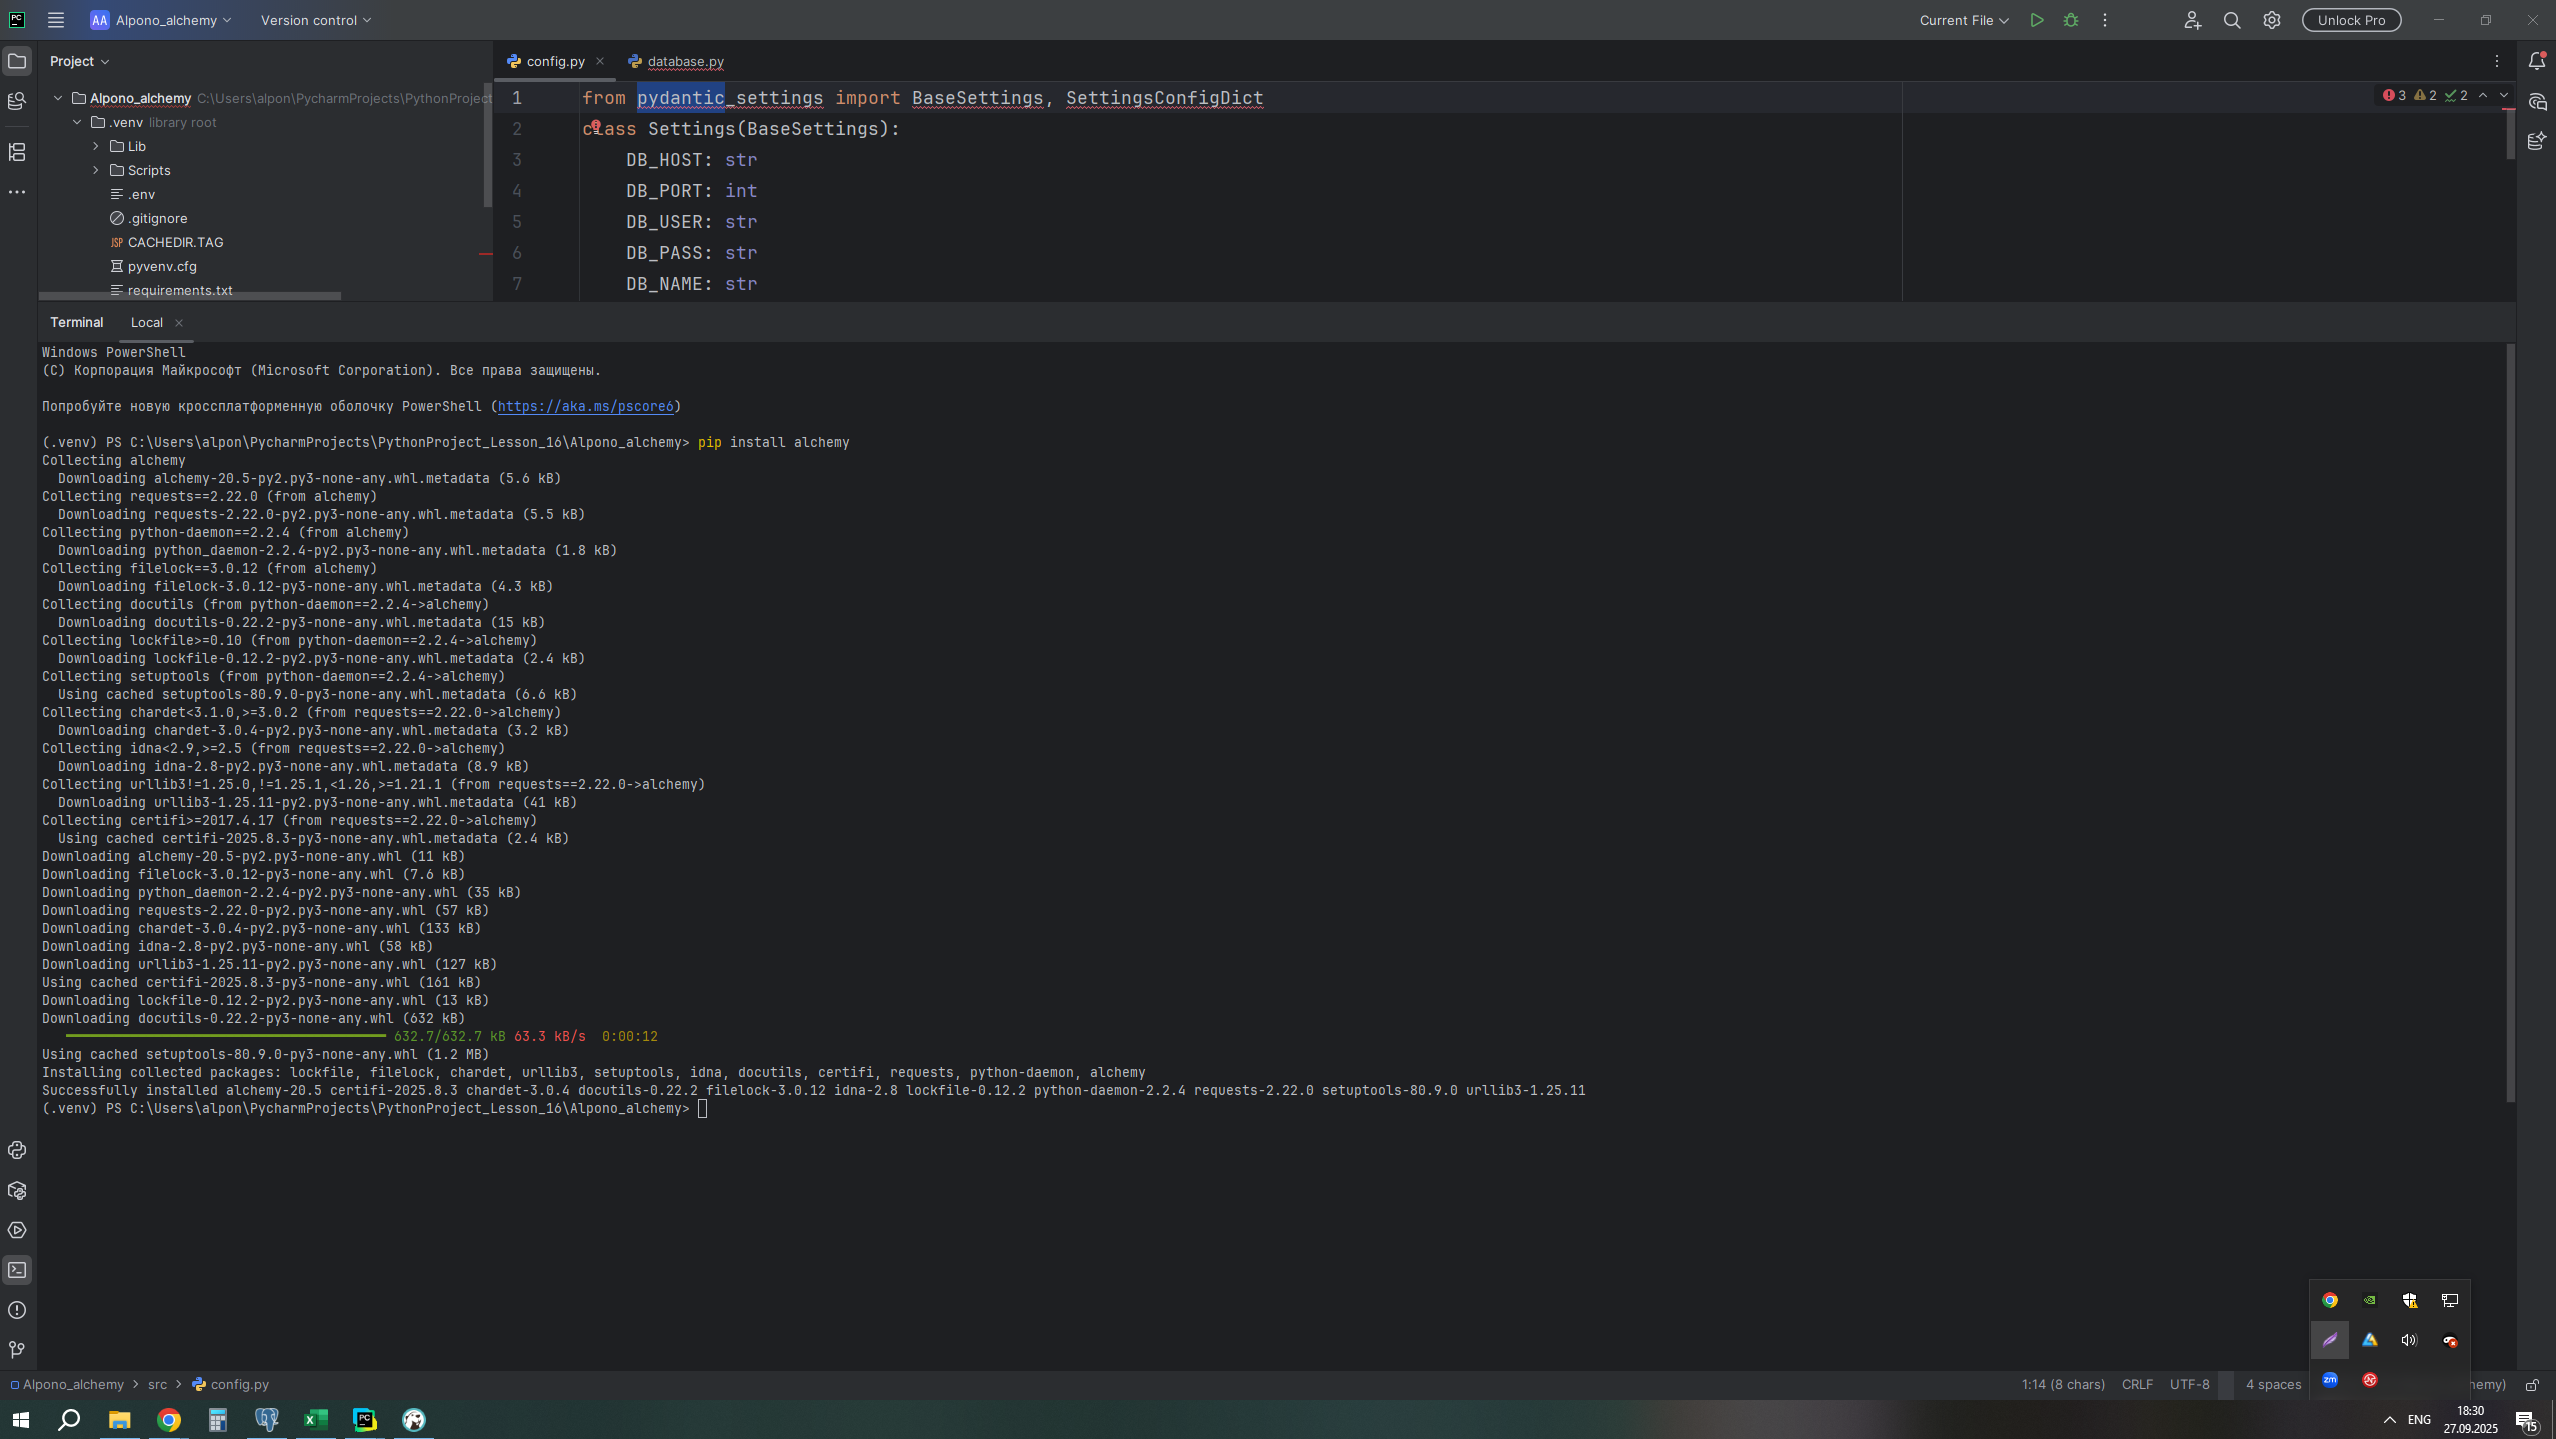 AA Alpono_alchemy Version control Current File Unlock Pro
Project
config.py database.py
Alpono_alchemy C:\Users\alpon\PycharmProjects\PythonProject
.venv library root
Lib
Scripts
.env
.gitignore
JSP CACHEDIR.TAG
pyvenv.cfg
requirements.txt
1 from pydantic_settings import BaseSettings, SettingsConfigDict
3 2 2
2 class Settings(BaseSettings):
3 DB_HOST: str
4 DB_PORT: int
5 DB_USER: str
6 DB_PASS: str
7 DB_NAME: str
Terminal Local
Windows PowerShell
(C) Корпорация Майкрософт (Microsoft Corporation). Все права защищены.
Попробуйте новую кроссплатформенную оболочку PowerShell (https://aka.ms/pscore6)
(.venv) PS C:\Users\alpon\PycharmProjects\PythonProject_Lesson_16\Alpono_alchemy> pip install alchemy
Collecting alchemy
Downloading alchemy-20.5-py2.py3-none-any.whl.metadata (5.6 kB)
Collecting requests==2.22.0 (from alchemy)
Downloading requests-2.22.0-py2.py3-none-any.whl.metadata (5.5 kB)
Collecting python-daemon==2.2.4 (from alchemy)
Downloading python_daemon-2.2.4-py2.py3-none-any.whl.metadata (1.8 kB)
Collecting filelock==3.0.12 (from alchemy)
Downloading filelock-3.0.12-py3-none-any.whl.metadata (4.3 kB)
Collecting docutils (from python-daemon==2.2.4->alchemy)
Downloading docutils-0.22.2-py3-none-any.whl.metadata (15 kB)
Collecting lockfile>=0.10 (from python-daemon==2.2.4->alchemy)
Downloading lockfile-0.12.2-py2.py3-none-any.whl.metadata (2.4 kB)
Collecting setuptools (from python-daemon==2.2.4->alchemy)
Using cached setuptools-80.9.0-py3-none-any.whl.metadata (6.6 kB)
Collecting chardet<3.1.0,>=3.0.2 (from requests==2.22.0->alchemy)
Downloading chardet-3.0.4-py2.py3-none-any.whl.metadata (3.2 kB)
Collecting idna<2.9,>=2.5 (from requests==2.22.0->alchemy)
Downloading idna-2.8-py2.py3-none-any.whl.metadata (8.9 kB)
Collecting urllib3!=1.25.0,!=1.25.1,<1.26,>=1.21.1 (from requests==2.22.0->alchemy)
Downloading urllib3-1.25.11-py2.py3-none-any.whl.metadata (41 kB)
Collecting certifi>=2017.4.17 (from requests==2.22.0->alchemy)
Using cached certifi-2025.8.3-py3-none-any.whl.metadata (2.4 kB)
Downloading alchemy-20.5-py2.py3-none-any.whl (11 kB)
Downloading filelock-3.0.12-py3-none-any.whl (7.6 kB)
Downloading python_daemon-2.2.4-py2.py3-none-any.whl (35 kB)
Downloading requests-2.22.0-py2.py3-none-any.whl (57 kB)
Downloading chardet-3.0.4-py2.py3-none-any.whl (133 kB)
Downloading idna-2.8-py2.py3-none-any.whl (58 kB)
Downloading urllib3-1.25.11-py2.py3-none-any.whl (127 kB)
Using cached certifi-2025.8.3-py3-none-any.whl (161 kB)
Downloading lockfile-0.12.2-py2.py3-none-any.whl (13 kB)
Downloading docutils-0.22.2-py3-none-any.whl (632 kB)
632.7/632.7 kB 63.3 kB/s 0:00:12
Using cached setuptools-80.9.0-py3-none-any.whl (1.2 MB)
Installing collected packages: lockfile, filelock, chardet, urllib3, setuptools, idna, docutils, certifi, requests, python-daemon, alchemy
Successfully installed alchemy-20.5 certifi-2025.8.3 chardet-3.0.4 docutils-0.22.2 filelock-3.0.12 idna-2.8 lockfile-0.12.2 python-daemon-2.2.4 requests-2.22.0 setuptools-80.9.0 urllib3-1.25.11
(.venv) PS C:\Users\alpon\PycharmProjects\PythonProject_Lesson_16\Alpono_alchemy>
zm
Alpono_alchemy > src > config.py 1:14 (8 chars) CRLF UTF-8 4 spaces hemy)
ENG 18:30
27.09.2025
15